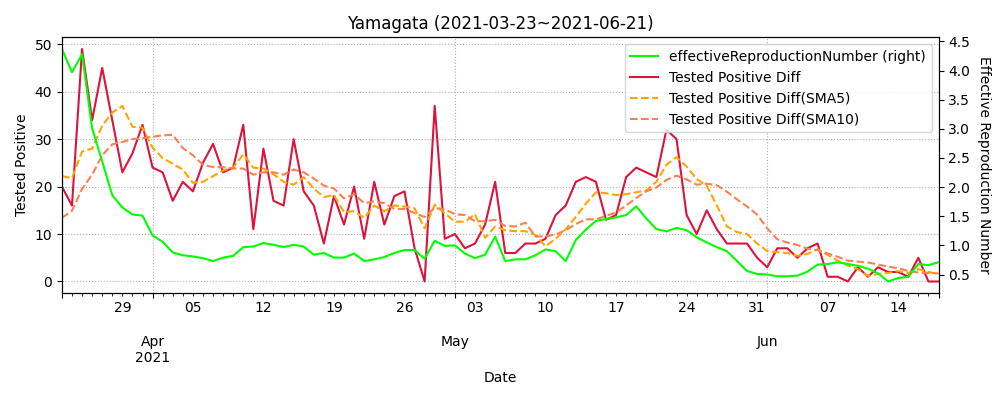 Yamagata (2021-03-23~2021-06-21)
effectiveReproductionNumber (right)
Tested Positive Diff
Tested Positive Diff(SMA5)
Tested Positive Diff(SMA10)
Tested Positive
50
40
30
20
10
0
Effective Reproduction Number
4.5
4.0
3.5
3.0
2.5
2.0
1.5
1.0
0.5
29 05 12 19 26 03 10 17 24 31 07 14
Apr May Jun
2021
Date